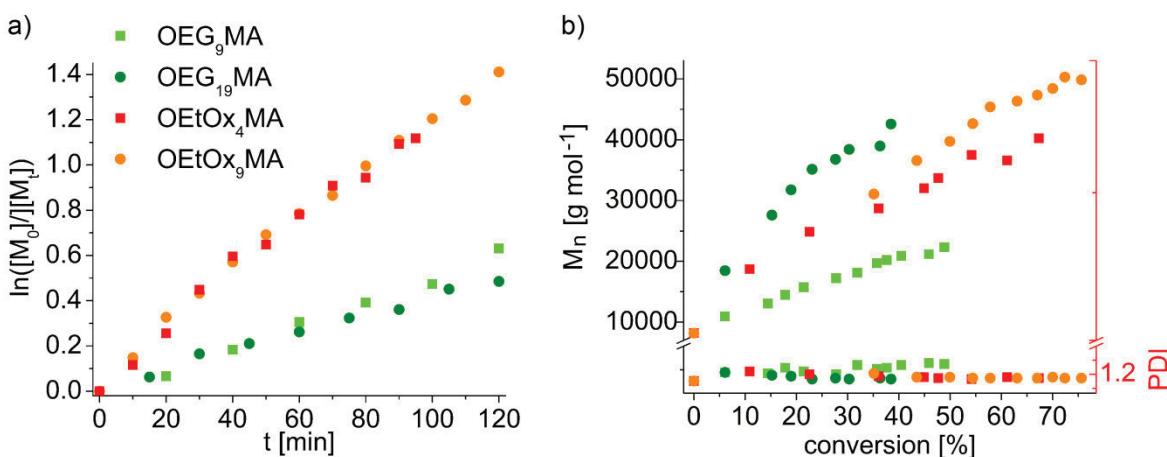 a)
OEG₉MA
OEG₁₉MA
OEtOx₄MA
OEtOx₉MA
1.4
1.2
1.0
0.8
0.6
0.4
0.2
0.0
ln([M₀]/][Mₜ])
0 20 40 60 80 100 120
t [min]
b)
50000
40000
30000
20000
10000
Mₙ [g mol⁻¹]
1.2
PDI
0 10 20 30 40 50 60 70
conversion [%]